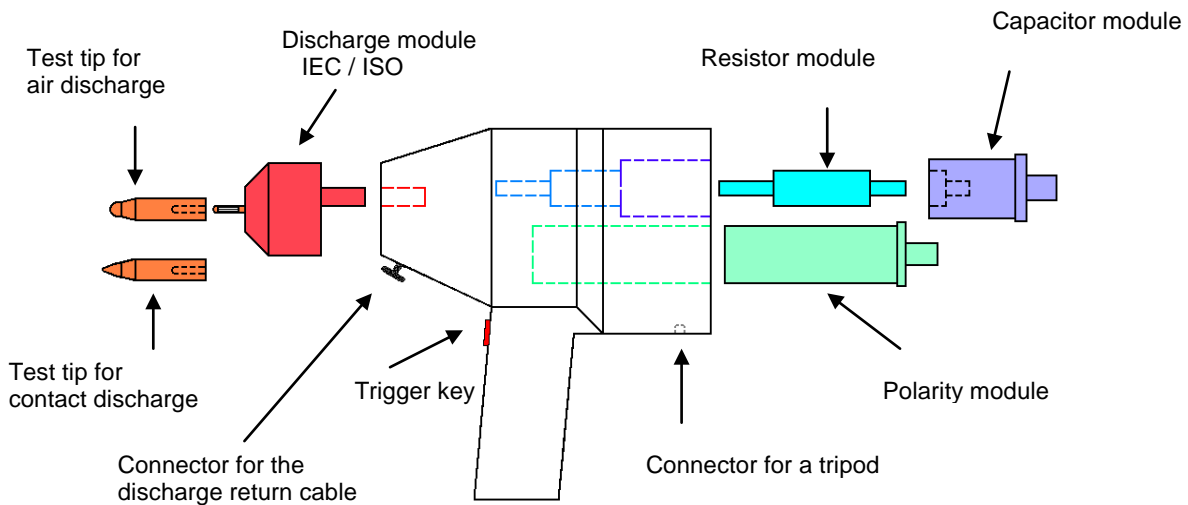 Capacitor module
Discharge module
IEC / ISO
Test tip for
air discharge
Resistor module
Test tip for
contact discharge
Trigger key
Polarity module
Connector for the
discharge return cable
Connector for a tripod